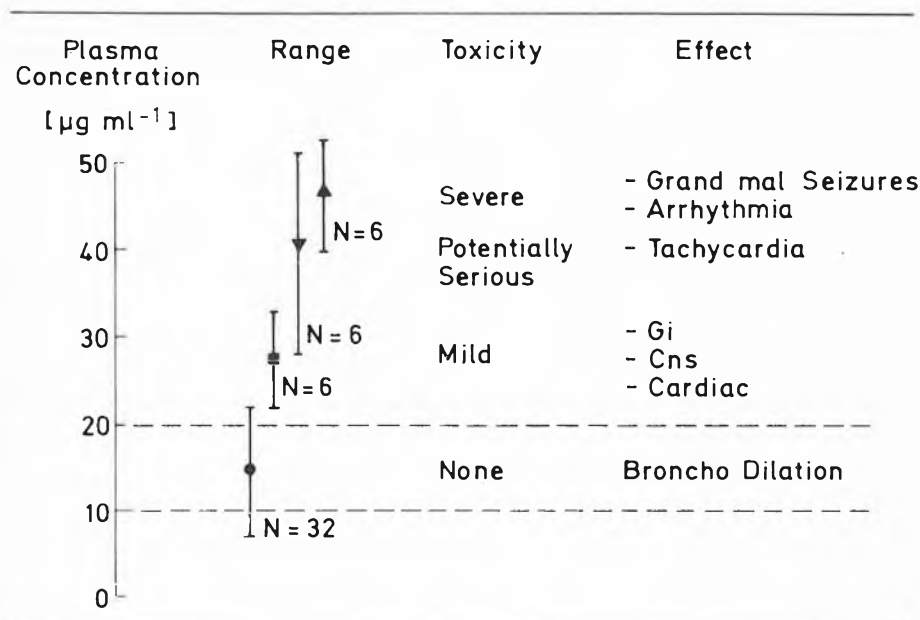 Plasma Concentration Range Toxicity Effect
[µg ml⁻¹]
50
Severe - Grand mal Seizures
- Arrhythmia
N=6
40 Potentially Serious - Tachycardia
30 N=6 Mild - Gi
- Cns
N=6 - Cardiac
20
None Broncho Dilation
10
N = 32
0